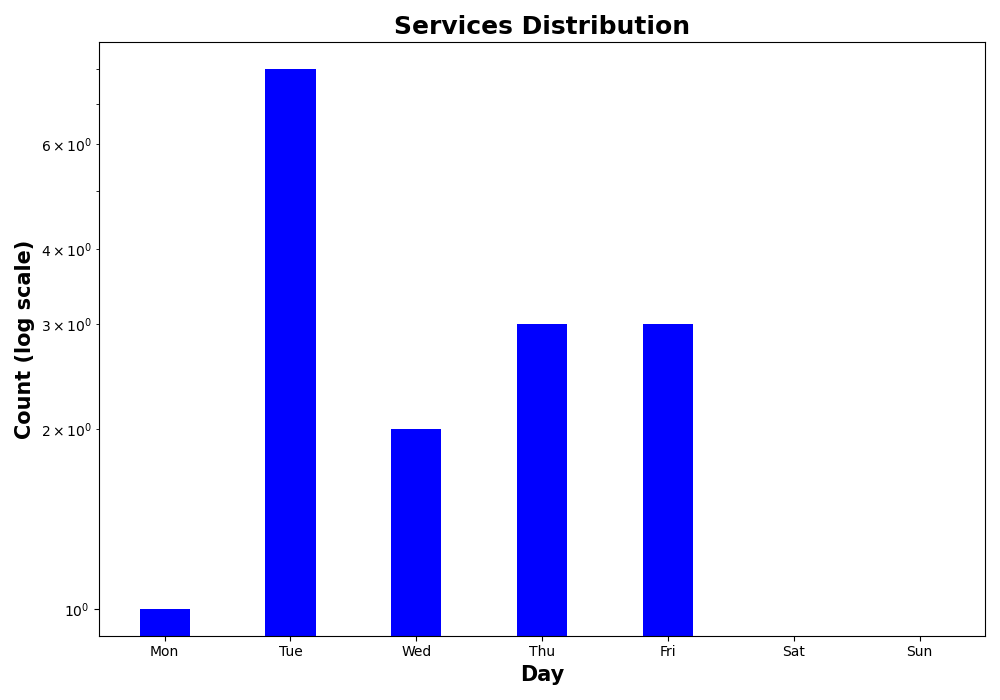 Services Distribution
Count (log scale)
6 × 10⁰
4 × 10⁰
3 × 10⁰
2 × 10⁰
10⁰
Mon Tue Wed Thu Fri Sat Sun
Day